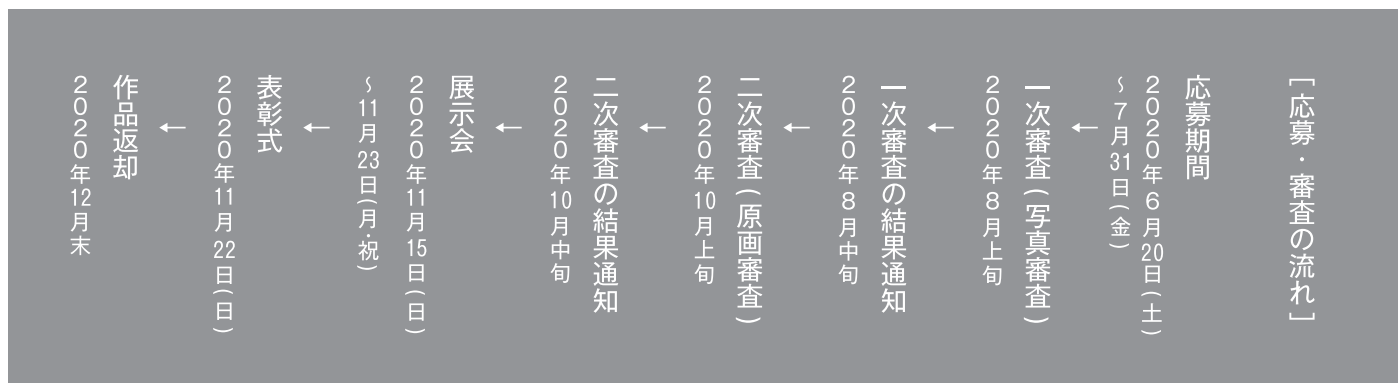 ［応募・審査の流れ］
応募期間
2020年6月20日(土)
～7月31日(金)
←
一次審査(写真審査)
2020年8月上旬
←
一次審査の結果通知
2020年8月中旬
←
二次審査(原画審査)
2020年10月上旬
←
二次審査の結果通知
2020年10月中旬
←
展示会
2020年11月15日(日)
～11月23日(月・祝)
←
表彰式
2020年11月22日(日)
←
作品返却
2020年12月末